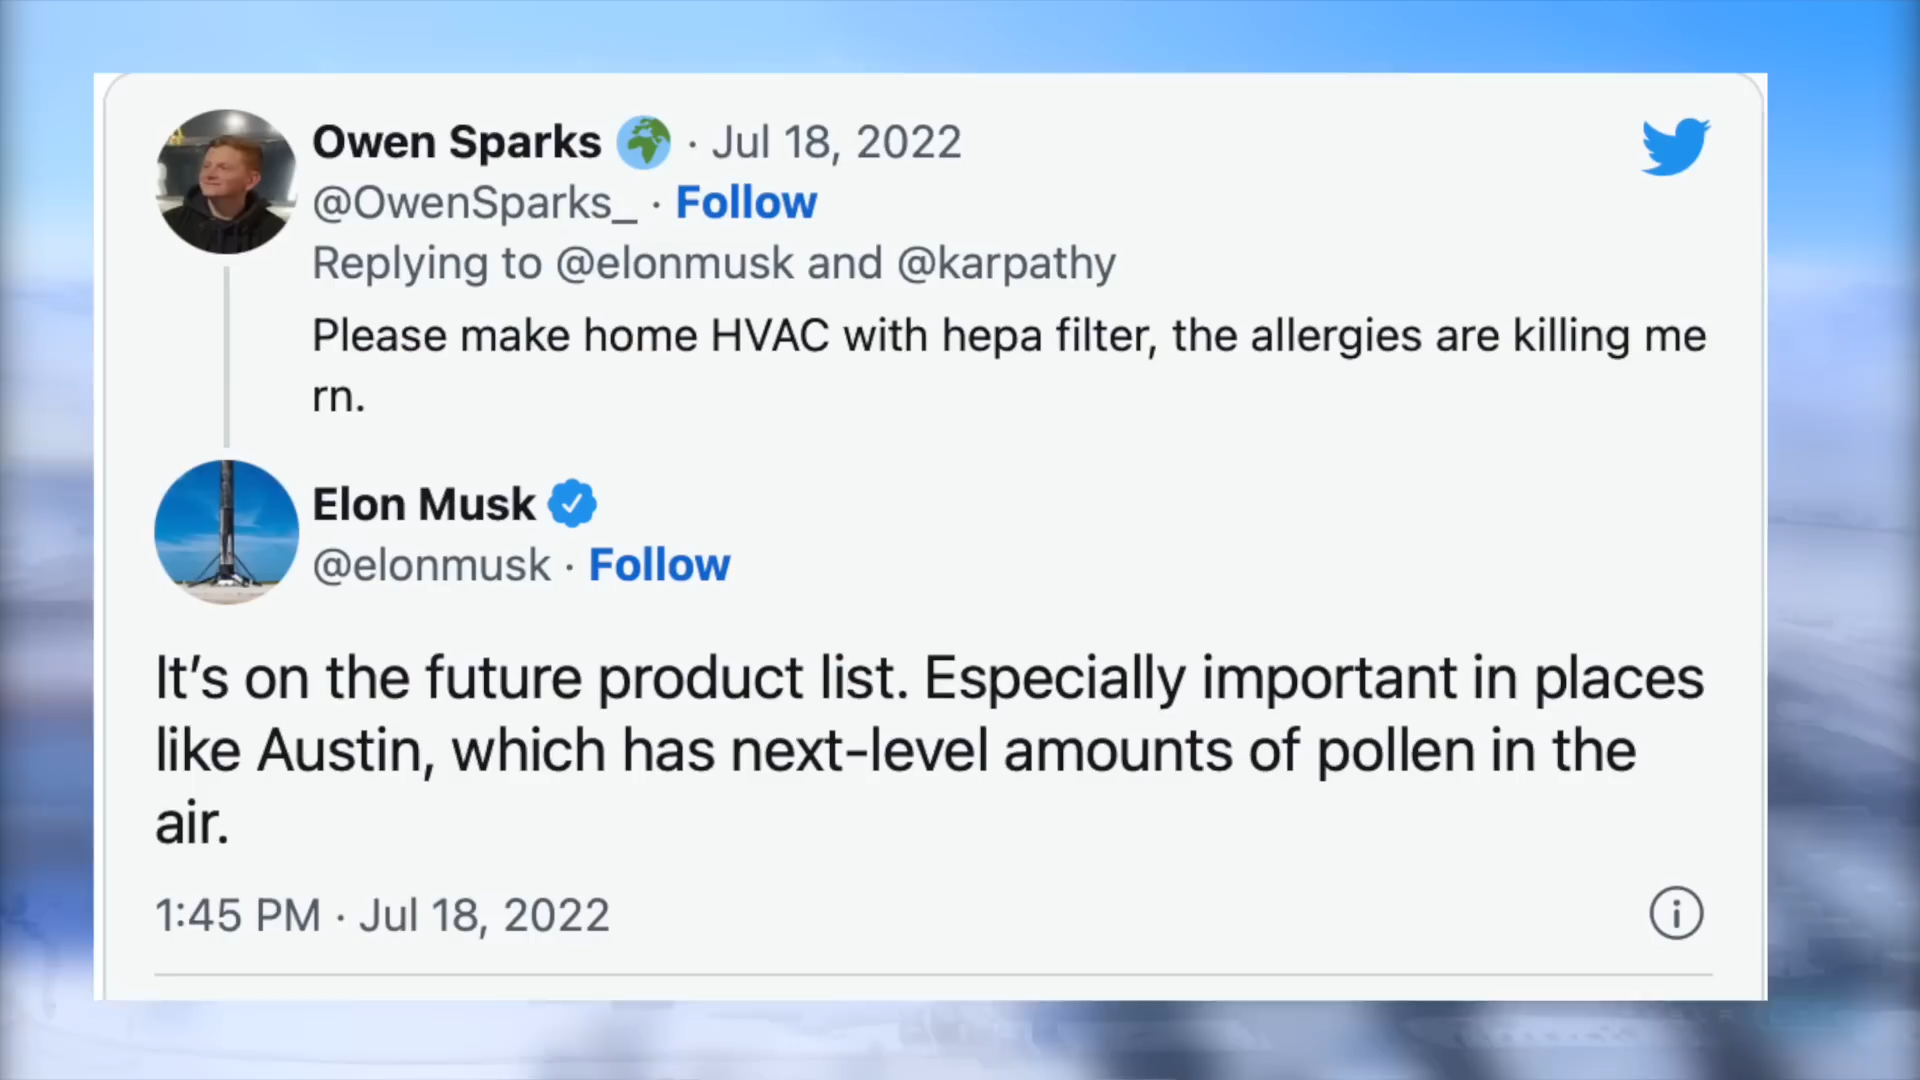 Owen Sparks 🌍 · Jul 18, 2022
@OwenSparks_ · Follow
Replying to @elonmusk and @karpathy
Please make home HVAC with hepa filter, the allergies are killing me
rn.
Elon Musk
@elonmusk · Follow
It’s on the future product list. Especially important in places
like Austin, which has next-level amounts of pollen in the
air.
1:45 PM · Jul 18, 2022